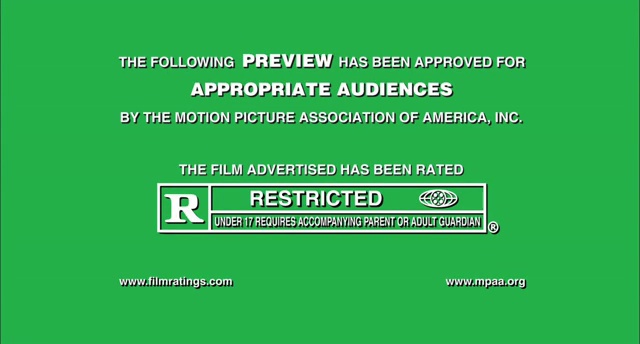 THE FOLLOWING PREVIEW HAS BEEN APPROVED FOR
APPROPRIATE AUDIENCES
BY THE MOTION PICTURE ASSOCIATION OF AMERICA, INC.
THE FILM ADVERTISED HAS BEEN RATED
R RESTRICTED
UNDER 17 REQUIRES ACCOMPANYING PARENT OR ADULT GUARDIAN ®
www.filmratings.com www.mpaa.org